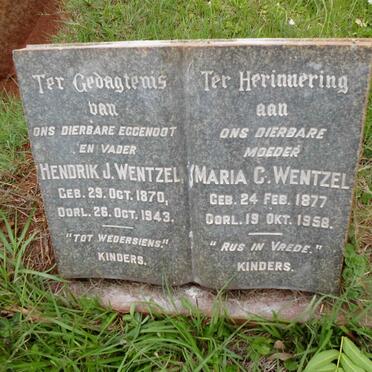 Ter Gedagtenis
van
ONS DIERBARE EGGENOOT
EN VADER
HENDRIK J. WENTZEL
GEB. 29. OCT. 1870,
OORL. 26. OCT. 1943.
"TOT WEDERSIENS"
KINDERS.
Ter Herinnering
aan
ONS DIERBARE
MOEDER
MARIA C. WENTZEL
GEB. 24 FEB. 1877
OORL. 19 OKT. 1958.
"RUS IN VREDE."
KINDERS.